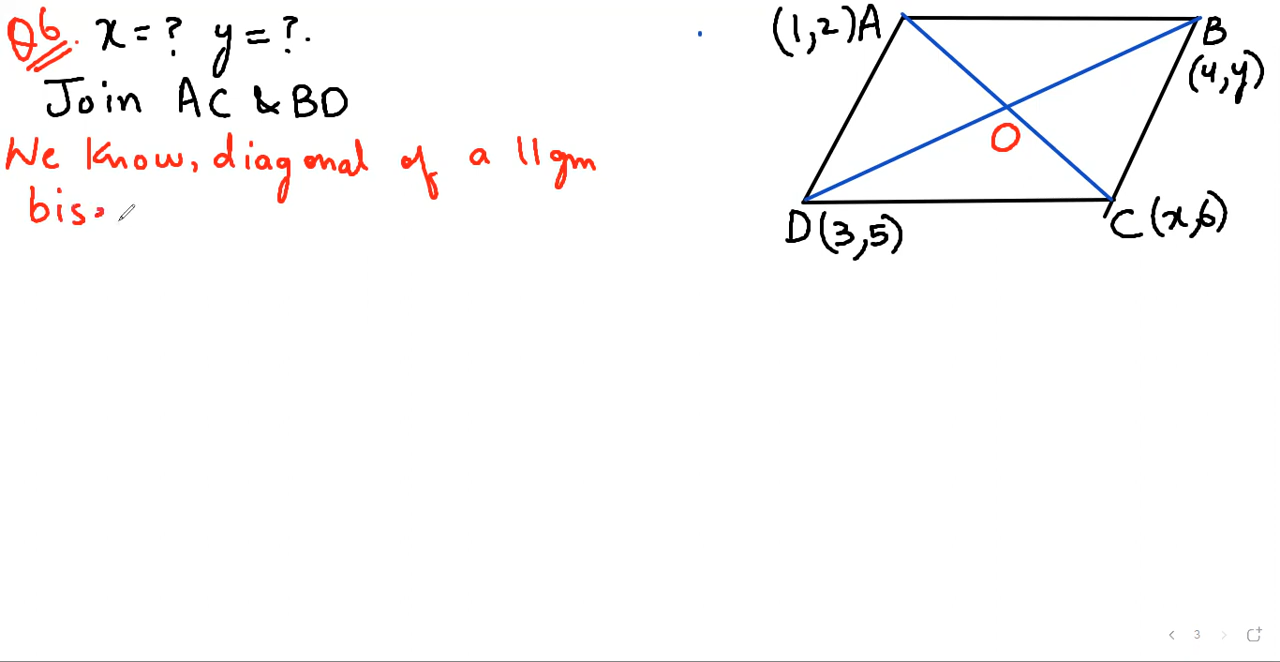 Q6. x = ? y = ?.
Join AC & BD
We know, diagonal of a ||gm
bis
(1,2)A
B
(4,y)
O
D(3,5)
C(x,6)
3